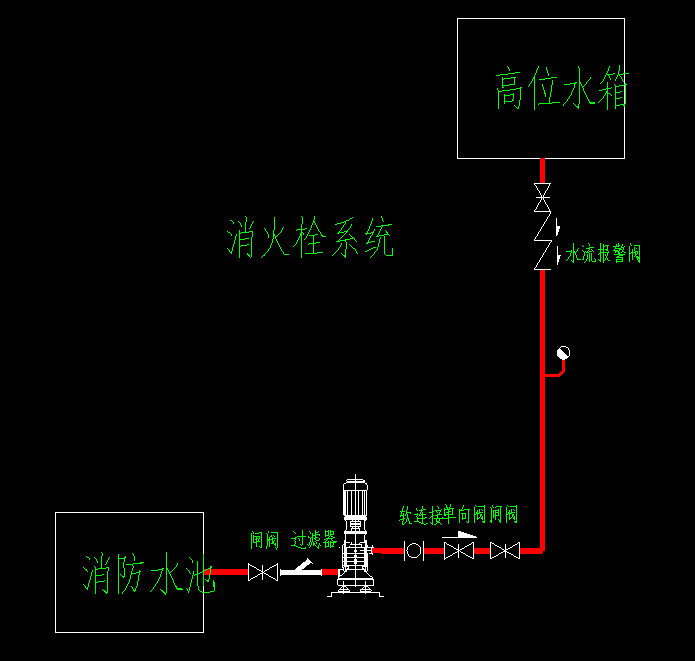 高位水箱
消火栓系统
水流报警阀
软连接单向阀闸阀
闸阀 过滤器
消防水池